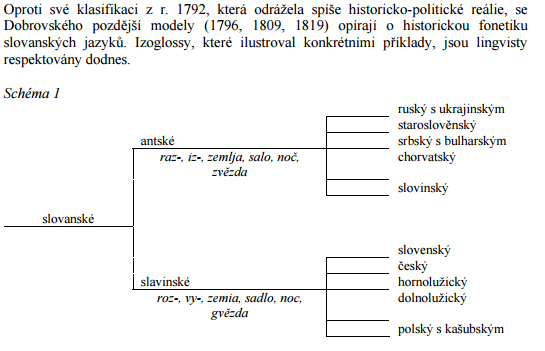 Oproti své klasifikaci z r. 1792, která odrážela spíše historicko-politické reálie, se
Dobrovského pozdější modely (1796, 1809, 1819) opírají o historickou fonetiku
slovanských jazyků. Izoglossy, které ilustroval konkrétními příklady, jsou lingvisty
respektovány dodnes.
Schéma 1
ruský s ukrajinským
staroslověnský
antské
srbský s bulharským
raz-, iz-, zemlja, salo, noč,
chorvatský
zvězda
slovinský
slovanské
slovenský
český
slavinské
hornolužický
roz-, vy-, zemia, sadlo, noc,
dolnolužický
gvězda
polský s kašubským